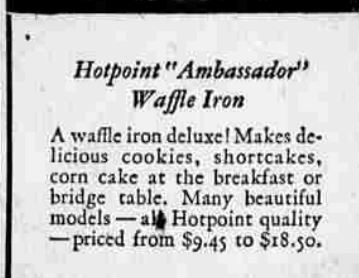 Hotpoint "Ambassador"
Waffle Iron
A waffle iron deluxe! Makes de-
licious cookies, shortcakes,
corn cake at the breakfast or
bridge table. Many beautiful
models — all Hotpoint quality
— priced from $9.45 to $18.50.